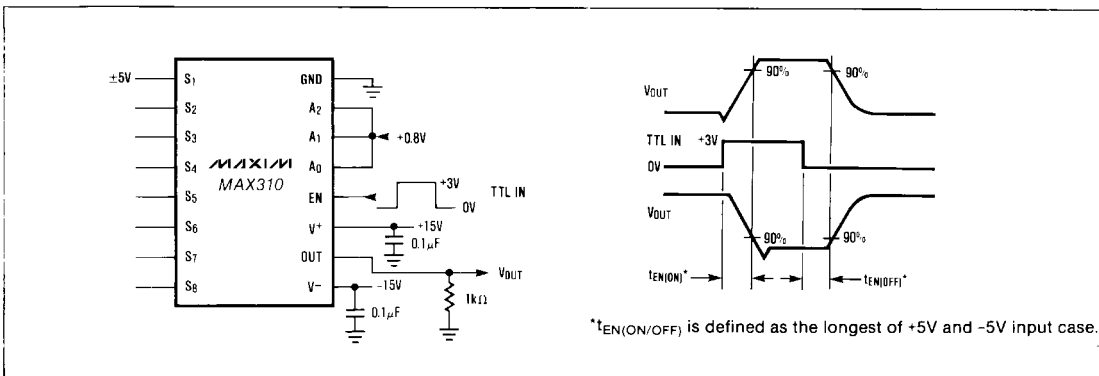 ±5V
S1
S2
S3
S4
S5
S6
S7
S8
MAXIM
MAX310
GND
A2
A1
A0
EN
V+
OUT
V−
+0.8V
+3V
0V
TTL IN
+15V
0.1μF
VOUT
−15V
1kΩ
0.1μF
VOUT
90%
90%
TTL IN
+3V
0V
VOUT
90%
90%
tEN(ON)*
tEN(OFF)*
*tEN(ON/OFF) is defined as the longest of +5V and −5V input case.